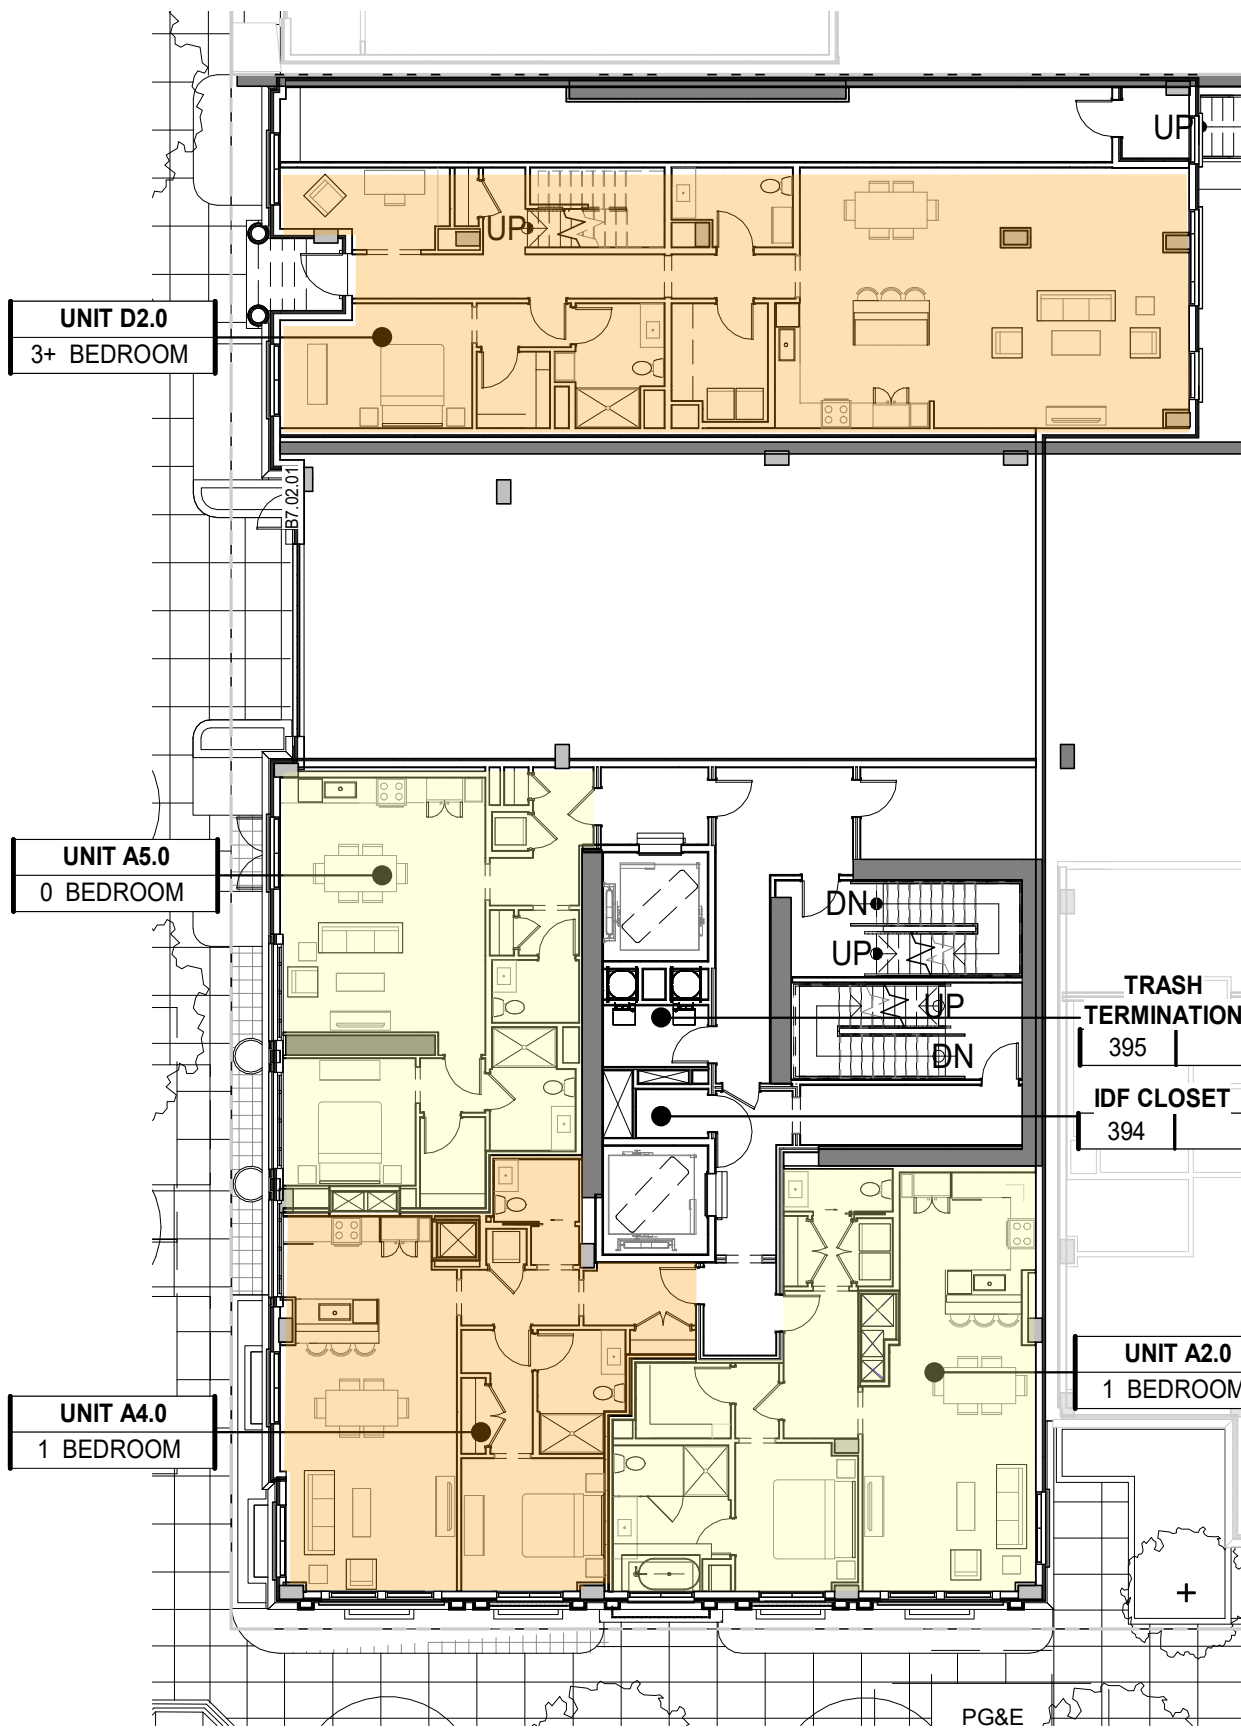 UP
UP
UNIT D2.0
3+ BEDROOM
B7.02.01
UNIT A5.0
0 BEDROOM
DN
UP
UP
DN
TRASH
TERMINATION
395
IDF CLOSET
394
UNIT A2.0
1 BEDROOM
UNIT A4.0
1 BEDROOM
PG&E